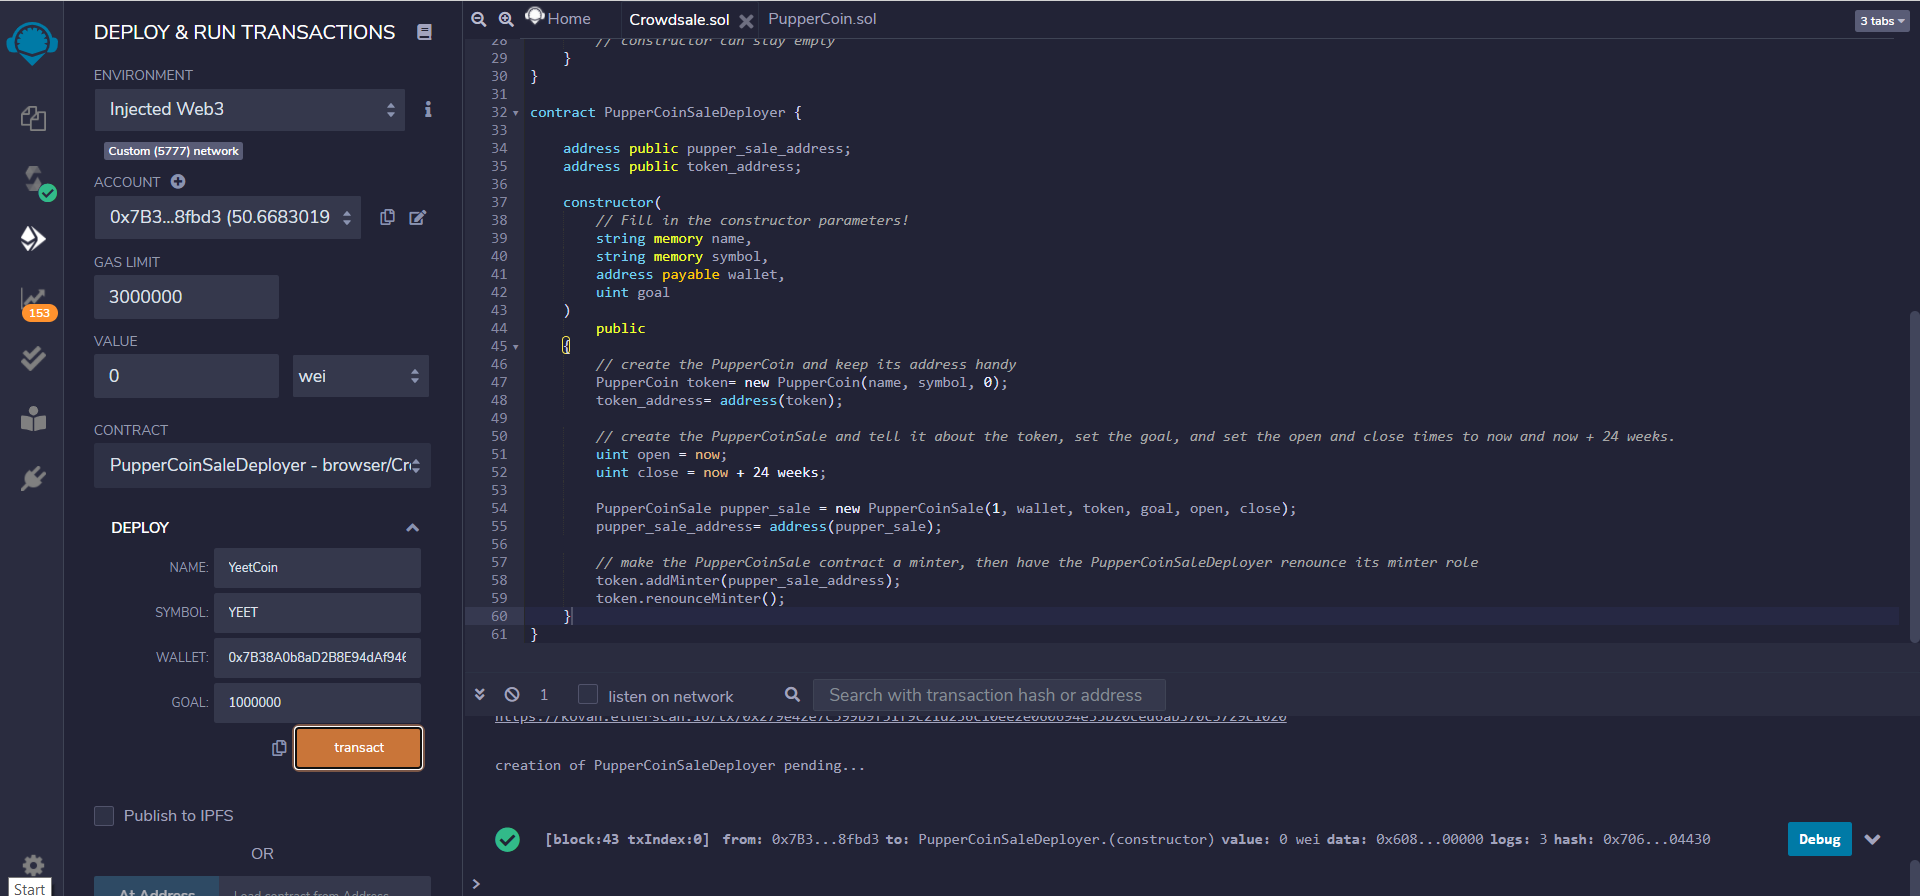 DEPLOY & RUN TRANSACTIONS
ENVIRONMENT
Injected Web3
Custom (5777) network
ACCOUNT
0x7B3...8fbd3 (50.6683019
GAS LIMIT
3000000
VALUE
0
wei
CONTRACT
PupperCoinSaleDeployer - browser/Cr
DEPLOY
NAME:
YeetCoin
SYMBOL:
YEET
WALLET:
0x7B38A0b8aD2B8E94dAf946
GOAL:
1000000
transact
Publish to IPFS
OR
At Address
Load contract from Address
153
Start
Home
Crowdsale.sol
PupperCoin.sol
3 tabs
28 // constructor can stay empty
29 }
30 }
31
32 contract PupperCoinSaleDeployer {
33
34 address public pupper_sale_address;
35 address public token_address;
36
37 constructor(
38 // Fill in the constructor parameters!
39 string memory name,
40 string memory symbol,
41 address payable wallet,
42 uint goal
43 )
44 public
45 {
46 // create the PupperCoin and keep its address handy
47 PupperCoin token= new PupperCoin(name, symbol, 0);
48 token_address= address(token);
49
50 // create the PupperCoinSale and tell it about the token, set the goal, and set the open and close times to now and now + 24 weeks.
51 uint open = now;
52 uint close = now + 24 weeks;
53
54 PupperCoinSale pupper_sale = new PupperCoinSale(1, wallet, token, goal, open, close);
55 pupper_sale_address= address(pupper_sale);
56
57 // make the PupperCoinSale contract a minter, then have the PupperCoinSaleDeployer renounce its minter role
58 token.addMinter(pupper_sale_address);
59 token.renounceMinter();
60 }
61 }
1
listen on network
Search with transaction hash or address
creation of PupperCoinSaleDeployer pending...
[block:43 txIndex:0] from: 0x7B3...8fbd3 to: PupperCoinSaleDeployer.(constructor) value: 0 wei data: 0x608...00000 logs: 3 hash: 0x706...04430
Debug
>